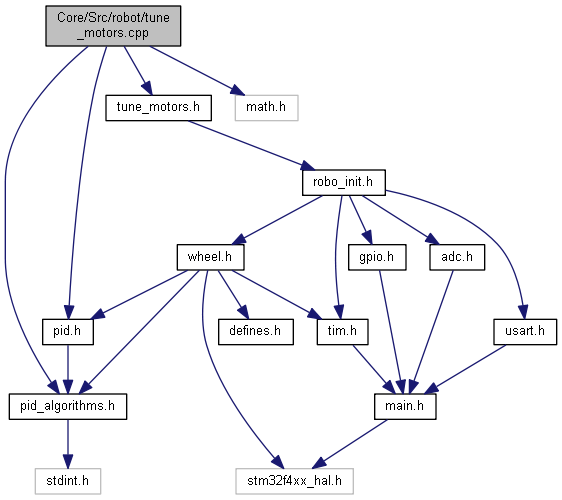 Core/Src/robot/tune
_motors.cpp
tune_motors.h
math.h
robo_init.h
wheel.h
gpio.h
adc.h
pid.h
defines.h
tim.h
usart.h
pid_algorithms.h
main.h
stdint.h
stm32f4xx_hal.h